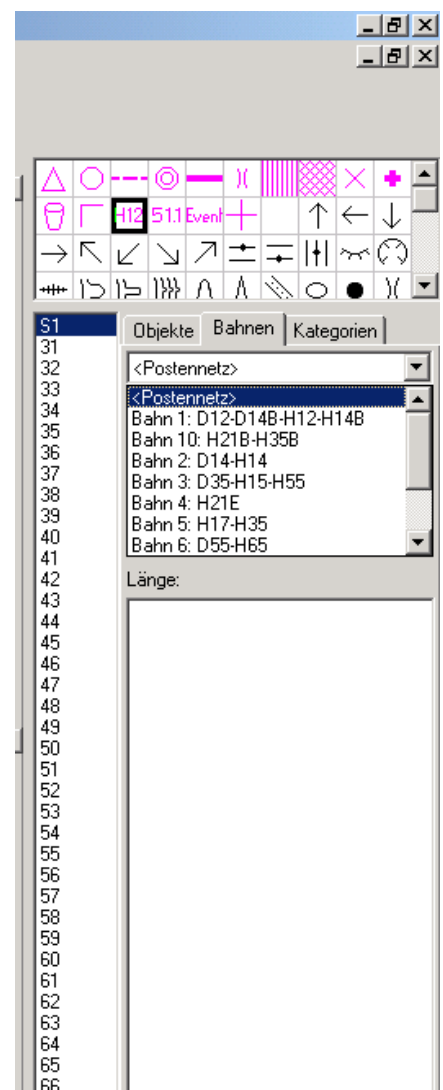 H12 51.1 Event
S1
31
32
33
34
35
36
37
38
39
40
41
42
43
44
45
46
47
48
49
50
51
52
53
54
55
56
57
58
59
60
61
62
63
64
65
66
Objekte Bahnen Kategorien
<Postennetz>
<Postennetz>
Bahn 1: D12-D14B-H12-H14B
Bahn 10: H21B-H35B
Bahn 2: D14-H14
Bahn 3: D35-H15-H55
Bahn 4: H21E
Bahn 5: H17-H35
Bahn 6: D55-H65
Länge: